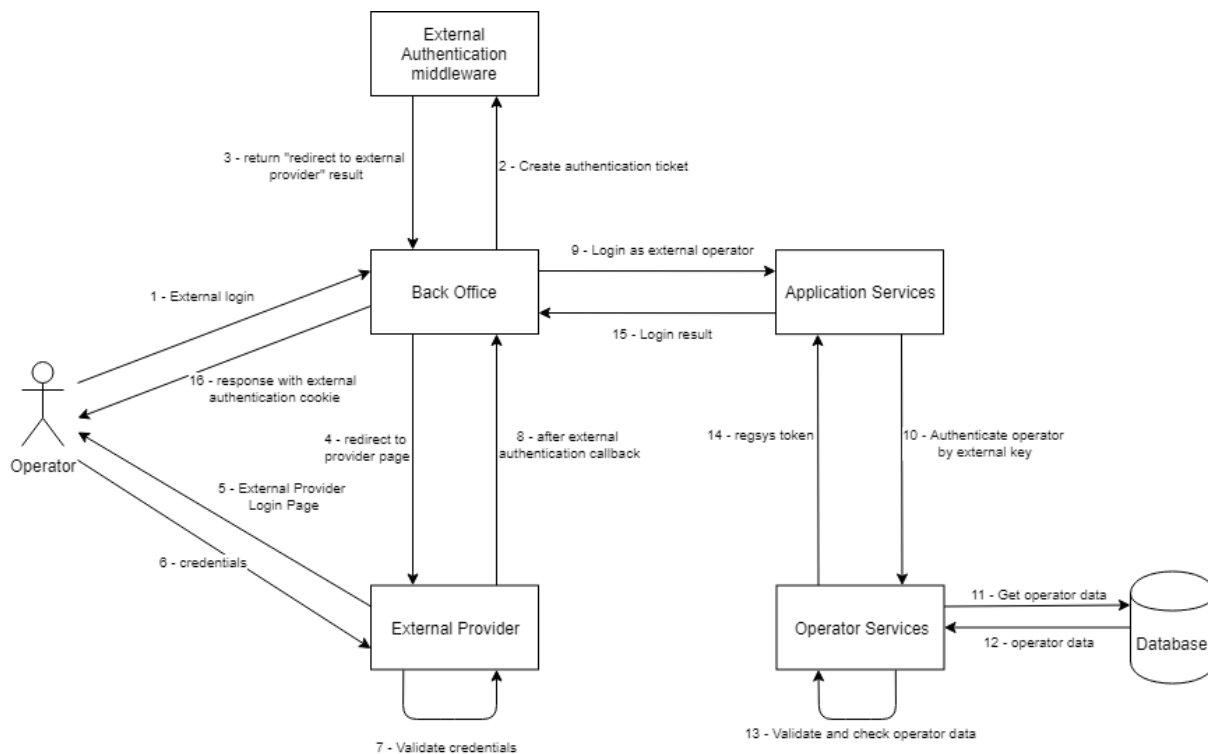 External
Authentication
middleware
3 - return "redirect to external
provider" result
2 - Create authentication ticket
9 - Login as external operator
Back Office
Application Services
1 - External login
15 - Login result
16 - response with external
authentication cookie
4 - redirect to
provider page
8 - after external
authentication callback
14 - regsys token
10 - Authenticate operator
by external key
Operator
5 - External Provider
Login Page
6 - credentials
11 - Get operator data
External Provider
Operator Services
12 - operator data
Database
13 - Validate and check operator data
7 - Validate credentials